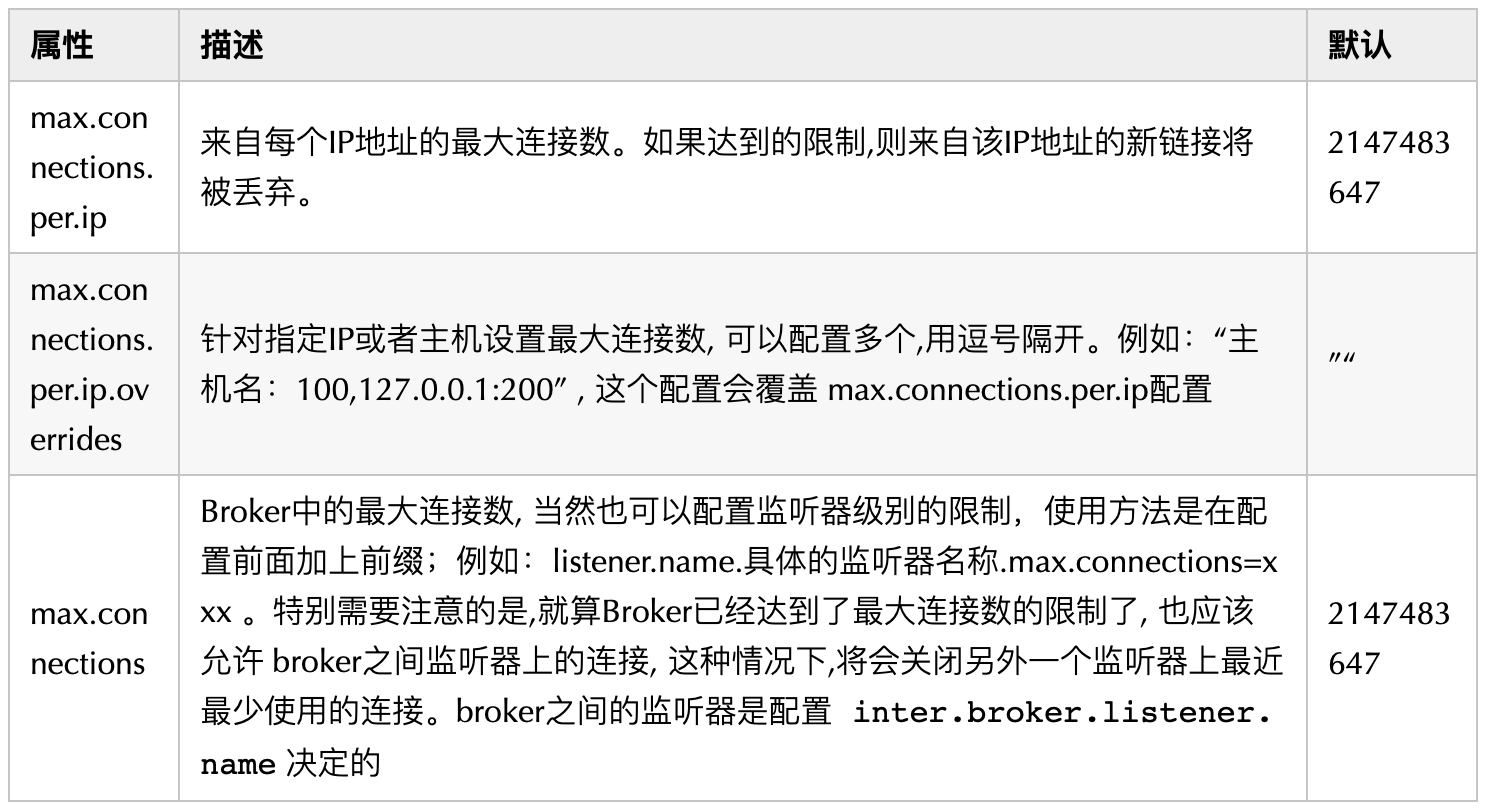 属性 描述 默认
max.con
nections.
per.ip
来自每个IP地址的最大连接数。如果达到的限制,则来自该IP地址的新链接将
被丢弃。
2147483
647
max.con
nections.
per.ip.ov
errides
针对指定IP或者主机设置最大连接数, 可以配置多个,用逗号隔开。例如：“主
机名：100,127.0.0.1:200” , 这个配置会覆盖 max.connections.per.ip配置
”“
max.con
nections
Broker中的最大连接数, 当然也可以配置监听器级别的限制，使用方法是在配
置前面加上前缀；例如：listener.name.具体的监听器名称.max.connections=x
xx 。特别需要注意的是,就算Broker已经达到了最大连接数的限制了, 也应该
允许 broker之间监听器上的连接, 这种情况下,将会关闭另外一个监听器上最近
最少使用的连接。broker之间的监听器是配置 inter.broker.listener.
name 决定的
2147483
647